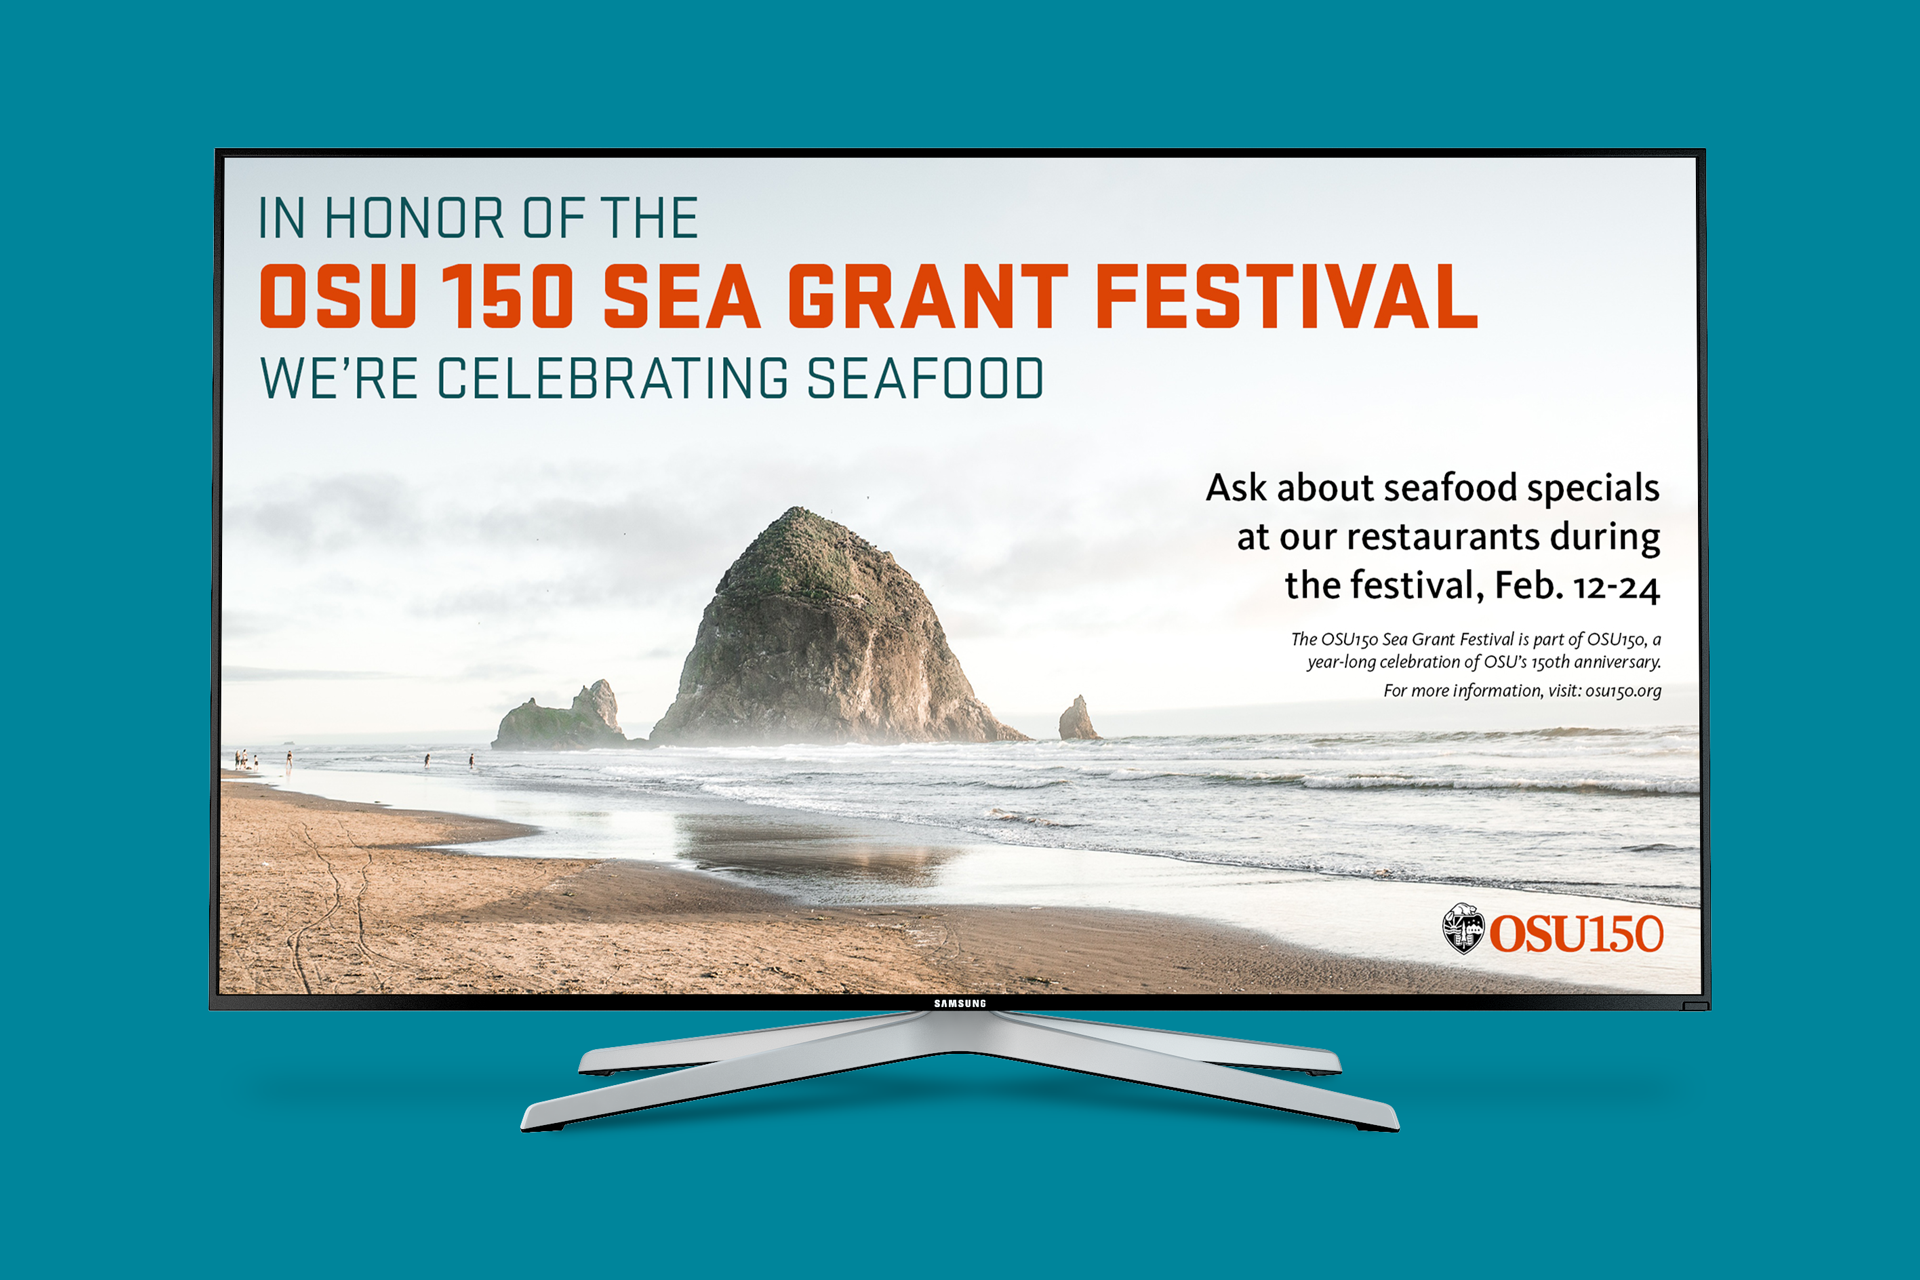 IN HONOR OF THE
OSU 150 SEA GRANT FESTIVAL
WE'RE CELEBRATING SEAFOOD
Ask about seafood specials
at our restaurants during
the festival, Feb. 12-24
The OSU150 Sea Grant Festival is part of OSU150, a
year-long celebration of OSU's 150th anniversary.
For more information, visit: osu150.org
OSU150
SAMSUNG